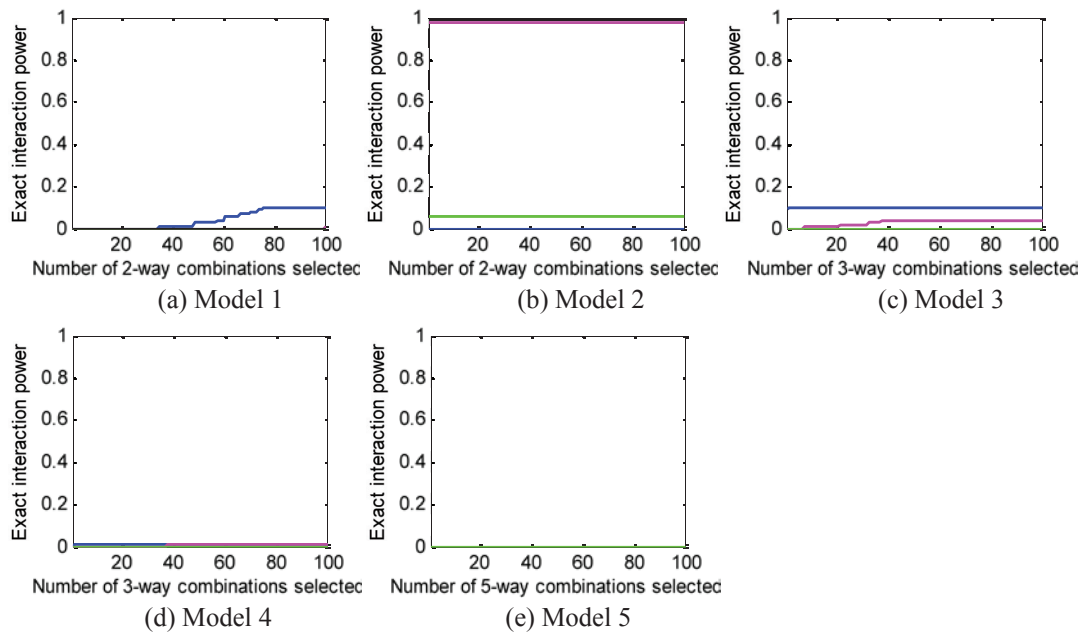 1
0.8
0.6
0.4
0.2
0
20 40 60 80 100
Exact interaction power
Number of 2-way combinations selected
(a) Model 1
1
0.8
0.6
0.4
0.2
0
20 40 60 80 100
Exact interaction power
Number of 2-way combinations selected
(b) Model 2
1
0.8
0.6
0.4
0.2
0
20 40 60 80 100
Exact interaction power
Number of 3-way combinations selected
(c) Model 3
1
0.8
0.6
0.4
0.2
0
20 40 60 80 100
Exact interaction power
Number of 3-way combinations selected
(d) Model 4
1
0.8
0.6
0.4
0.2
0
20 40 60 80 100
Exact interaction power
Number of 5-way combinations selected
(e) Model 5